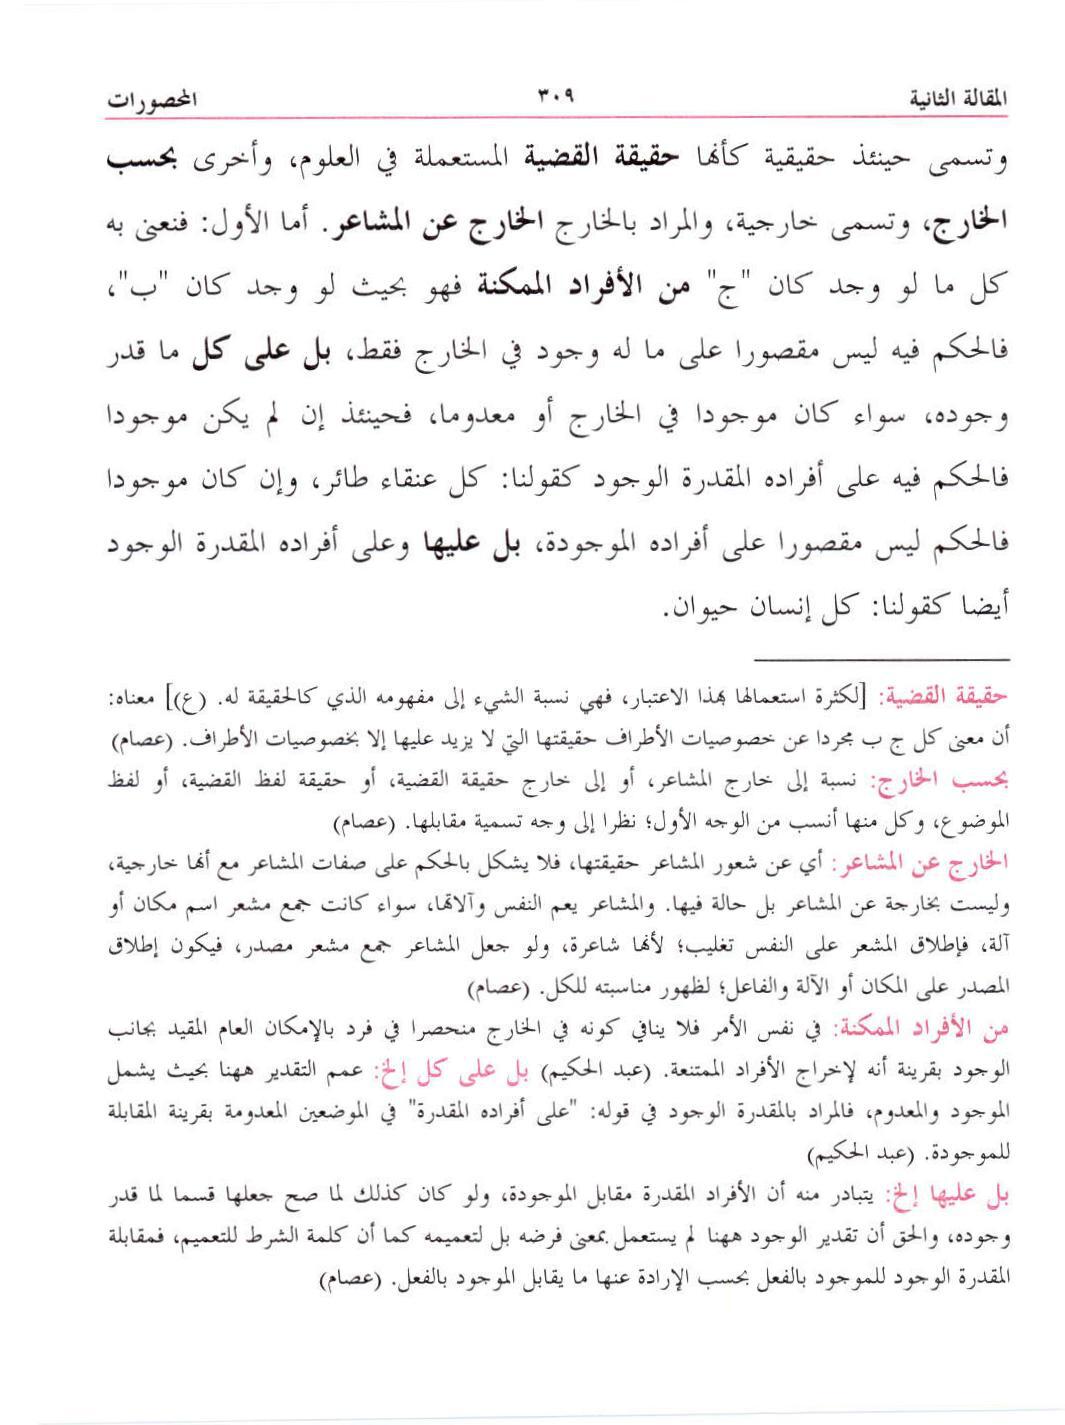 المقالة الثانية ٣٠٩ المحصورات
وتسمى حينئذ حقيقية كأنها حقيقة القضية المستعملة في العلوم، وأخرى بحسب
الخارج، وتسمى خارجية، والمراد بالخارج الخارج عن المشاعر. أما الأول: فنعنى به
كل ما لو وجد كان "ج" من الأفراد الممكنة فهو بحيث لو وجد كان "ب"،
فالحكم فيه ليس مقصورا على ما له وجود في الخارج فقط، بل على كل ما قدر
وجوده، سواء كان موجودا في الخارج أو معدوما، فحينئذ إن لم يكن موجودا
فالحكم فيه على أفراده المقدرة الوجود كقولنا: كل عنقاء طائر، وإن كان موجودا
فالحكم ليس مقصورا على أفراده الموجودة، بل عليها وعلى أفراده المقدرة الوجود
أيضا كقولنا: كل إنسان حيوان.
حقيقة القضية: [لكثرة استعمالها بهذا الاعتبار، فهي نسبة الشيء إلى مفهومه الذي كالحقيقة له. (ع)] معناه:
أن معنى كل ج ب مجردا عن خصوصيات الأطراف حقيقتها التي لا يزيد عليها إلا بخصوصيات الأطراف. (عصام)
بحسب الخارج: نسبة إلى خارج المشاعر، أو إلى خارج حقيقة القضية، أو حقيقة لفظ القضية، أو لفظ
الموضوع، وكل منها أنسب من الوجه الأول؛ نظرا إلى وجه تسمية مقابلها. (عصام)
الخارج عن المشاعر: أي عن شعور المشاعر حقيقتها، فلا يشكل بالحكم على صفات المشاعر مع أنها خارجية،
وليست بخارجة عن المشاعر بل حالة فيها. والمشاعر يعم النفس وآلاتها، سواء كانت جمع مشعر اسم مكان أو
آلة، فإطلاق المشعر على النفس تغليب؛ لأنها شاعرة، ولو جعل المشاعر جمع مشعر مصدر، فيكون إطلاق
المصدر على المكان أو الآلة والفاعل؛ لظهور مناسبته للكل. (عصام)
من الأفراد الممكنة: في نفس الأمر فلا ينافي كونه في الخارج منحصرا في فرد بالإمكان العام المقيد بجانب
الوجود بقرينة أنه لإخراج الأفراد الممتنعة. (عبد الحكيم) بل على كل إلخ: عمم التقدير ههنا بحيث يشمل
الموجود والمعدوم، فالمراد بالمقدرة الوجود في قوله: "على أفراده المقدرة" في الموضعين المعدومة بقرينة المقابلة
للموجودة. (عبد الحكيم)
بل عليها إلخ: يتبادر منه أن الأفراد المقدرة مقابل الموجودة، ولو كان كذلك لما صح جعلها قسما لما قدر
وجوده، والحق أن تقدير الوجود ههنا لم يستعمل بمعنى فرضه بل لتعميمه كما أن كلمة الشرط للتعميم، فمقابلة
المقدرة الوجود للموجود بالفعل بحسب الإرادة عنها ما يقابل الموجود بالفعل. (عصام)